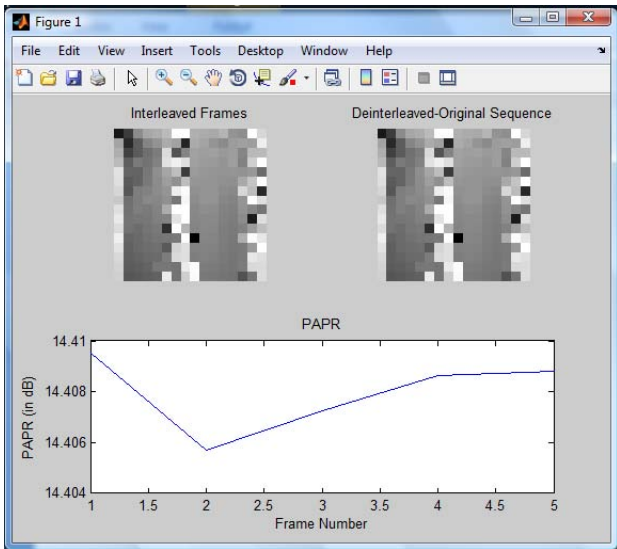 Figure 1
File Edit View Insert Tools Desktop Window Help
Interleaved Frames
Deinterleaved-Original Sequence
PAPR
14.41
14.408
14.406
14.404
PAPR (in dB)
1 1.5 2 2.5 3 3.5 4 4.5 5
Frame Number